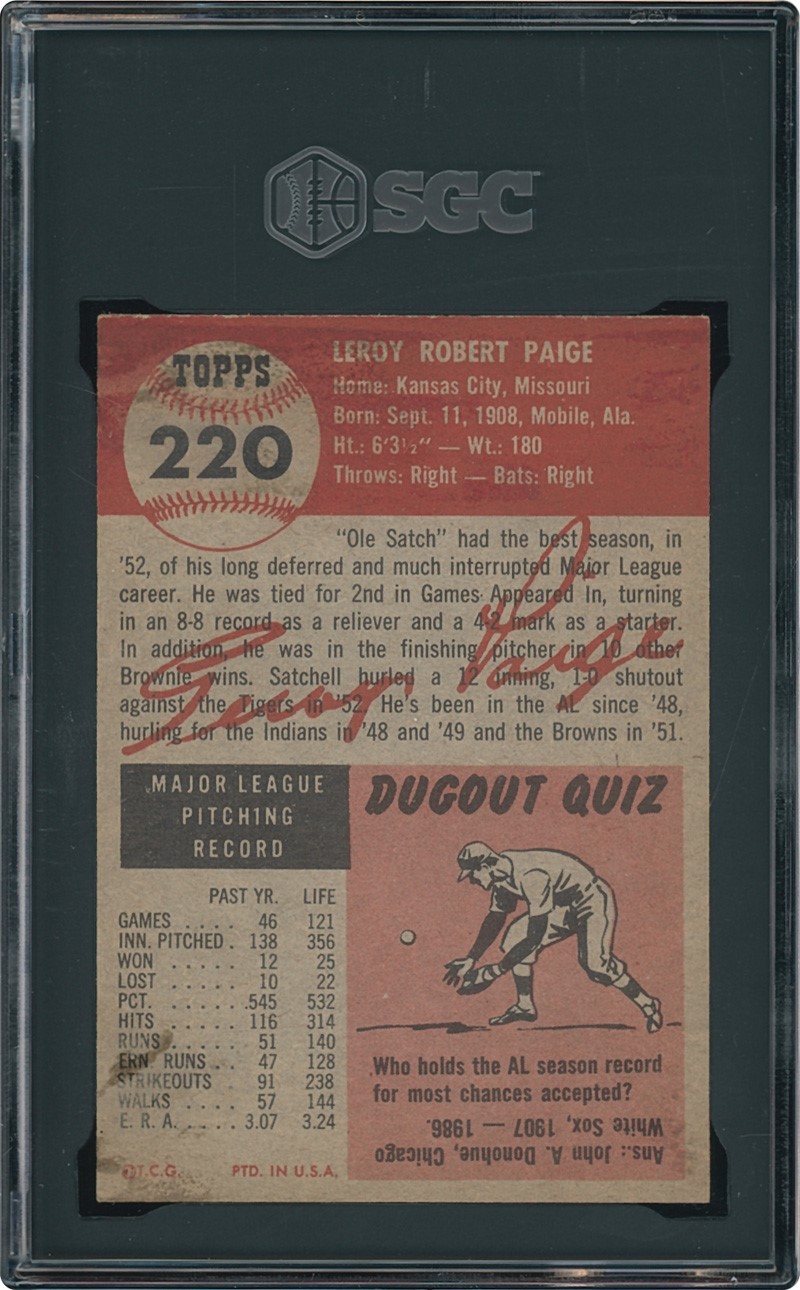 SGC
TOPPS
220
LEROY ROBERT PAIGE
Home: Kansas City, Missouri
Born: Sept. 11, 1908, Mobile, Ala.
Ht.: 6'3½" — Wt.: 180
Throws: Right — Bats: Right
"Ole Satch" had the best season, in
'52, of his long deferred and much interrupted Major League
career. He was tied for 2nd in Games Appeared In, turning
in an 8-8 record as a reliever and a 4-2 mark as a starter.
In addition, he was in the finishing pitcher in 10 other
Brownie wins. Satchell hurled a 12 inning, 1-0 shutout
against the Tigers in '52. He's been in the AL since '48,
hurling for the Indians in '48 and '49 and the Browns in '51.
Leroy Paige
MAJOR LEAGUE
PITCHING
RECORD
PAST YR. LIFE
GAMES .... 46 121
INN. PITCHED . 138 356
WON ..... 12 25
LOST ..... 10 22
PCT. ...... .545 532
HITS ..... 116 314
RUNS ..... 51 140
ERN RUNS .. 47 128
STRIKEOUTS . 91 238
WALKS .... 57 144
E. R. A. .... 3.07 3.24
©T.C.G. PTD. IN U.S.A.
DUGOUT QUIZ
Who holds the AL season record
for most chances accepted?
Ans.: John A. Donohue, Chicago
White Sox, 1907 — 1986.